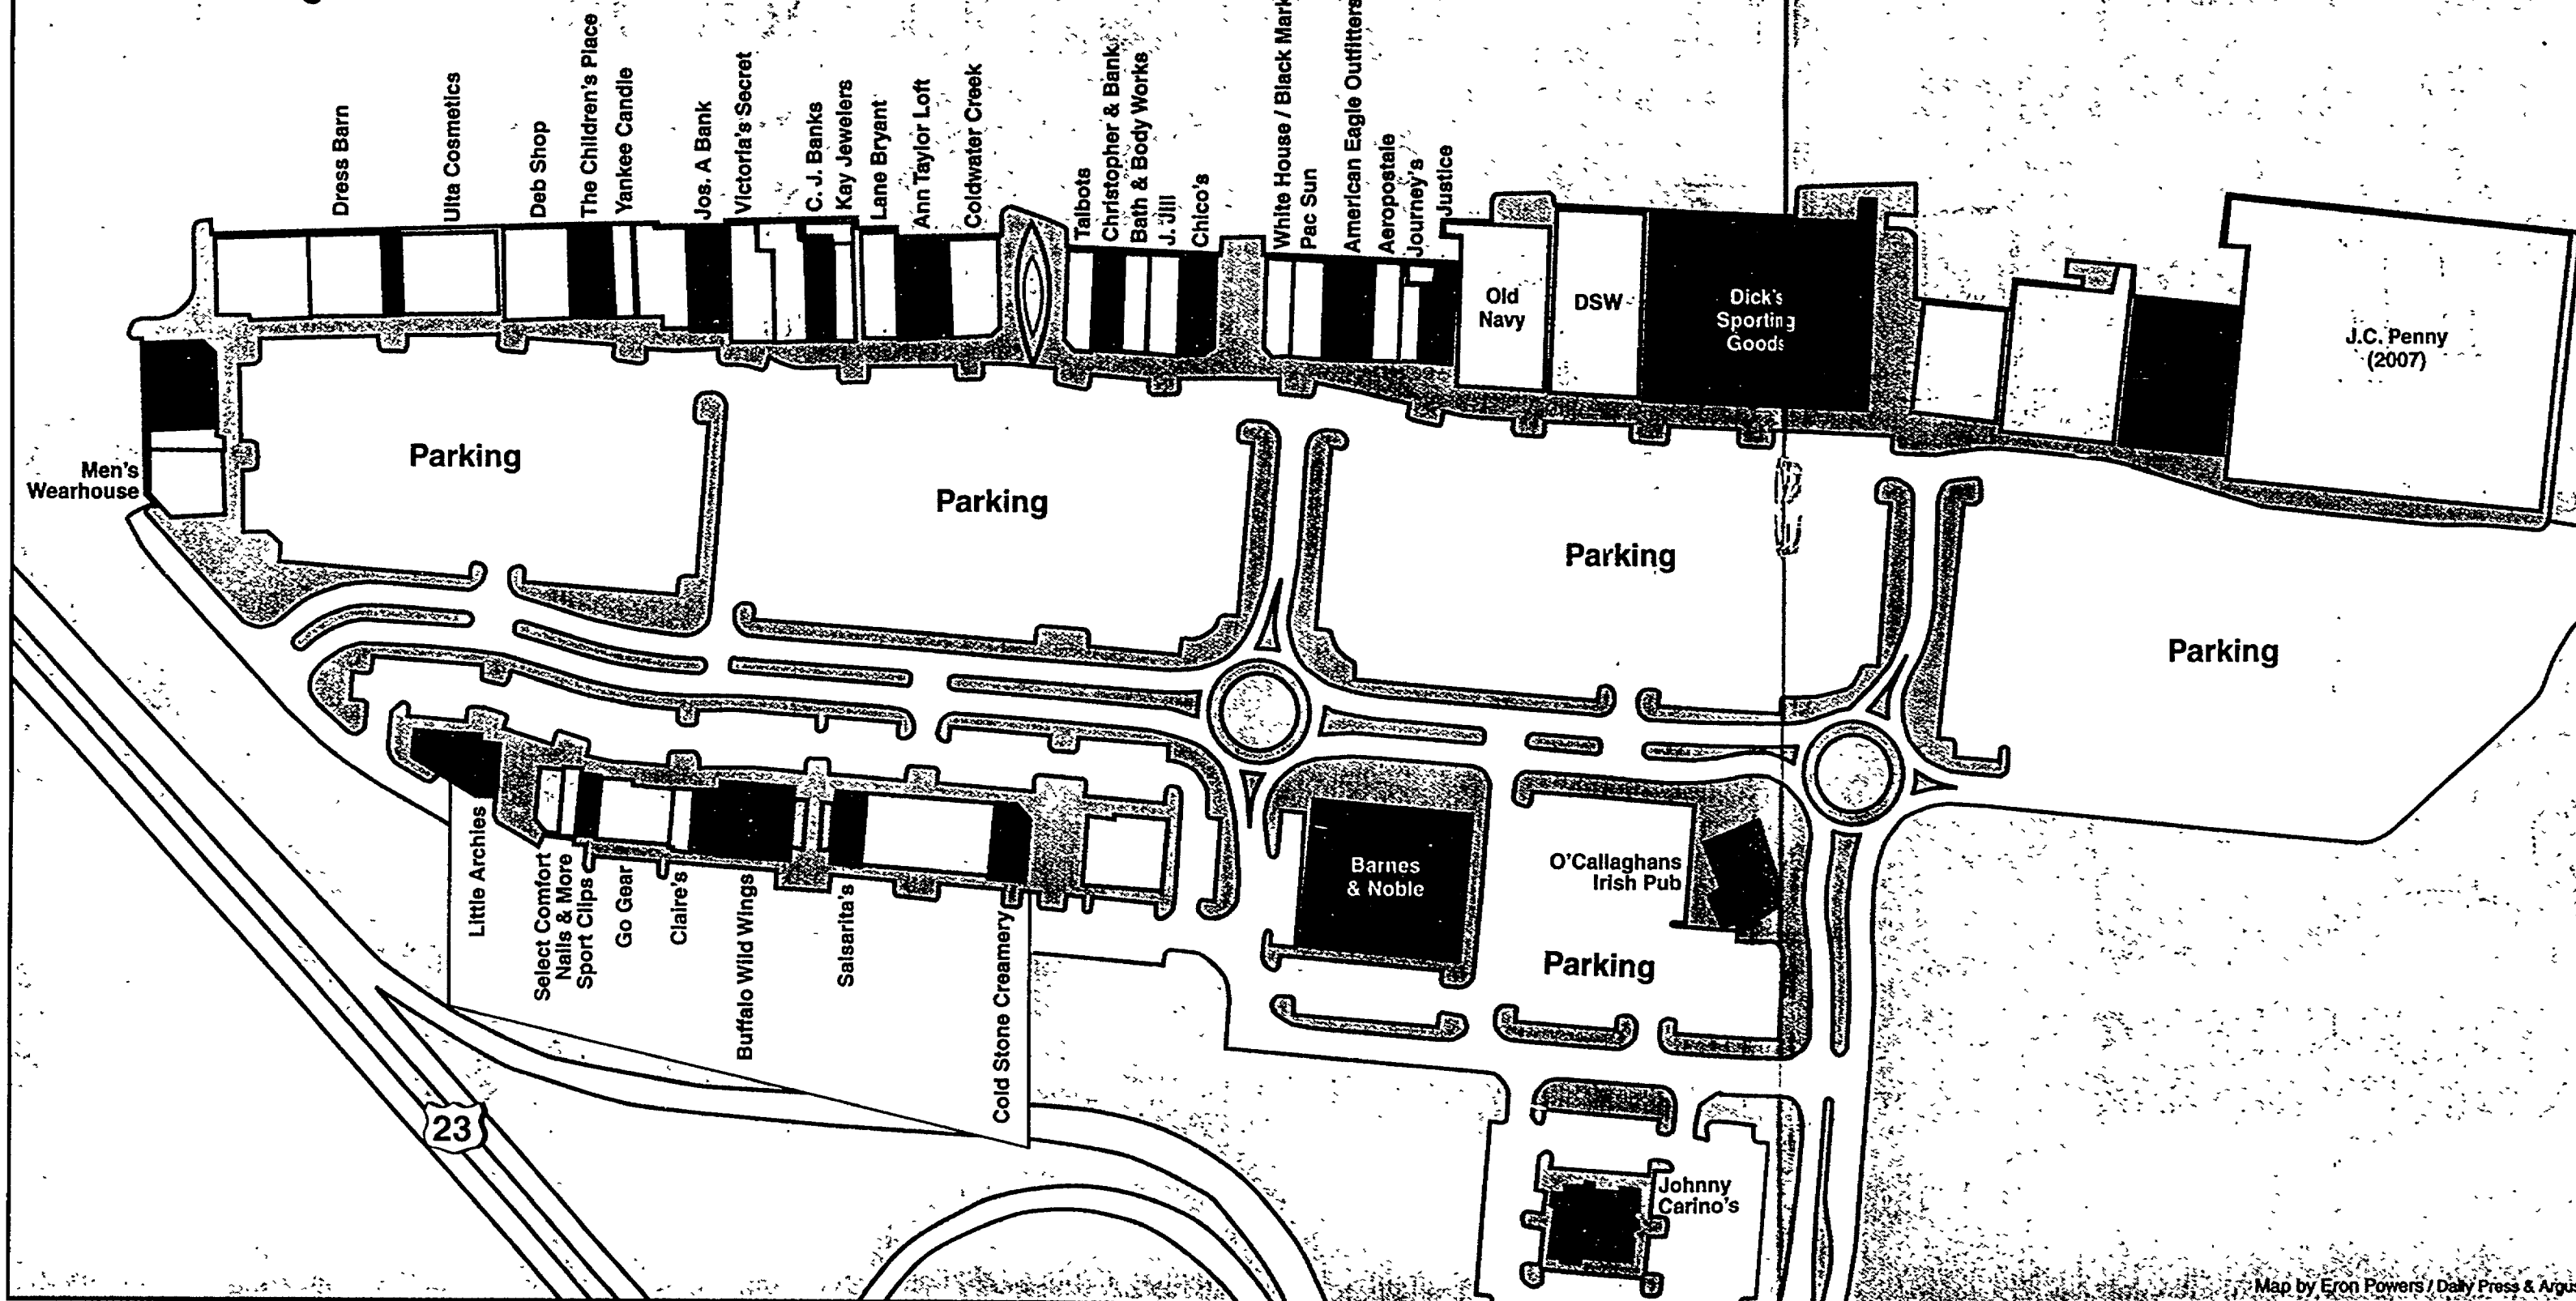 Dress Barn
Ulta Cosmetics
Deb Shop
The Children's Place
Yankee Candle
Jos. A Bank
Victoria's Secret
C. J. Banks
Kay Jewelers
Lane Bryant
Ann Taylor Loft
Coldwater Creek
Talbots
Christopher & Bank
Bath & Body Works
J. Jill
Chico's
White House / Black Mark
Pac Sun
American Eagle Outfitters
Aeropostale
Journey's
Justice
Old
Navy
DSW
Dick's
Sporting
Goods
J.C. Penny
(2007)
Men's
Wearhouse
Parking
Parking
Parking
Parking
Little Archies
Select Comfort
Nails & More
Sport Clips
Go Gear
Claire's
Buffalo Wild Wings
Salsarita's
Cold Stone Creamery
Barnes
& Noble
O'Callaghans
Irish Pub
Parking
23
Johnny
Carino's
Map by Eron Powers / Daily Press & Argus